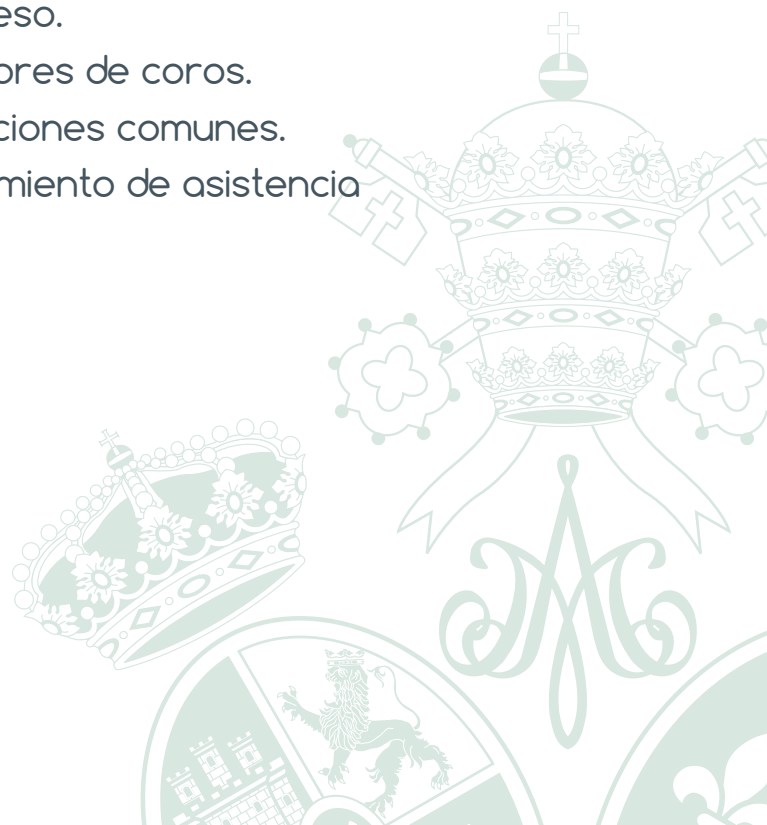 eso.
ores de coros.
ciones comunes.
miento de asistencia